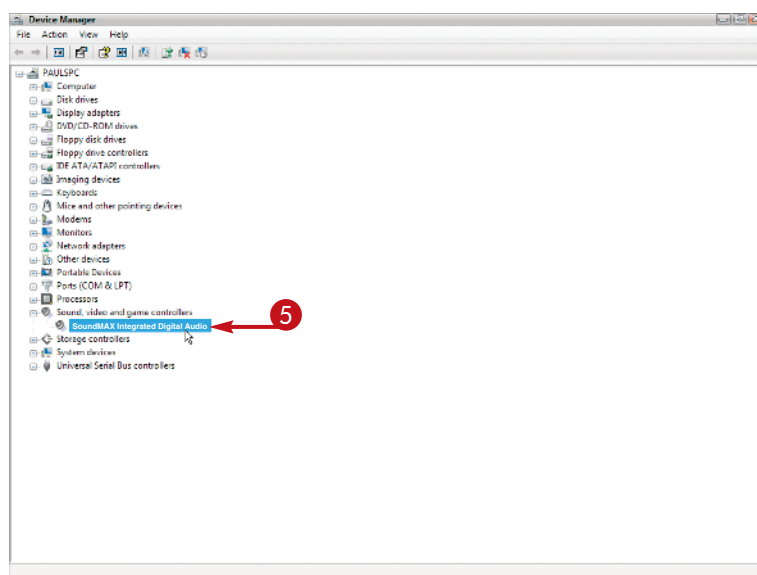 Device Manager
File Action View Help
PAULSPC
Computer
Disk drives
Display adapters
DVD/CD-ROM drives
Floppy disk drives
Floppy drive controllers
IDE ATA/ATAPI controllers
Imaging devices
Keyboards
Mice and other pointing devices
Modems
Monitors
Network adapters
Other devices
Portable Devices
Ports (COM & LPT)
Processors
Sound, video and game controllers
SoundMAX Integrated Digital Audio 5
Storage controllers
System devices
Universal Serial Bus controllers